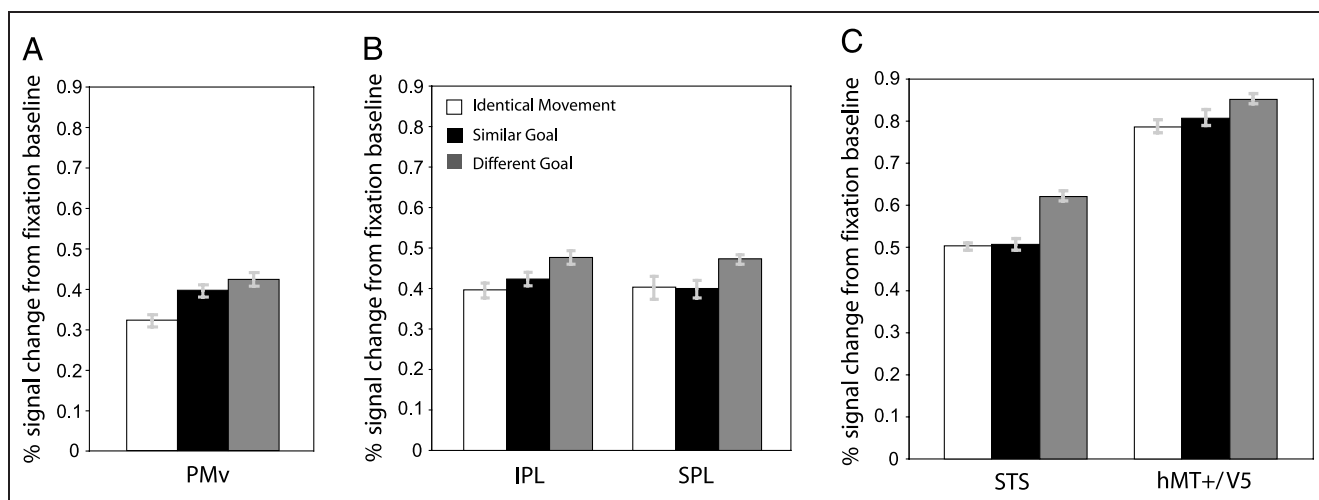 A
B
C
% signal change from fixation baseline
0.9
0.8
0.7
0.6
0.5
0.4
0.3
0.2
0.1
0
PMv
% signal change from fixation baseline
0.9
0.8
0.7
0.6
0.5
0.4
0.3
0.2
0.1
0
Identical Movement
Similar Goal
Different Goal
IPL SPL
% signal change from fixation baseline
0.9
0.8
0.7
0.6
0.5
0.4
0.3
0.2
0.1
0
STS hMT+/V5